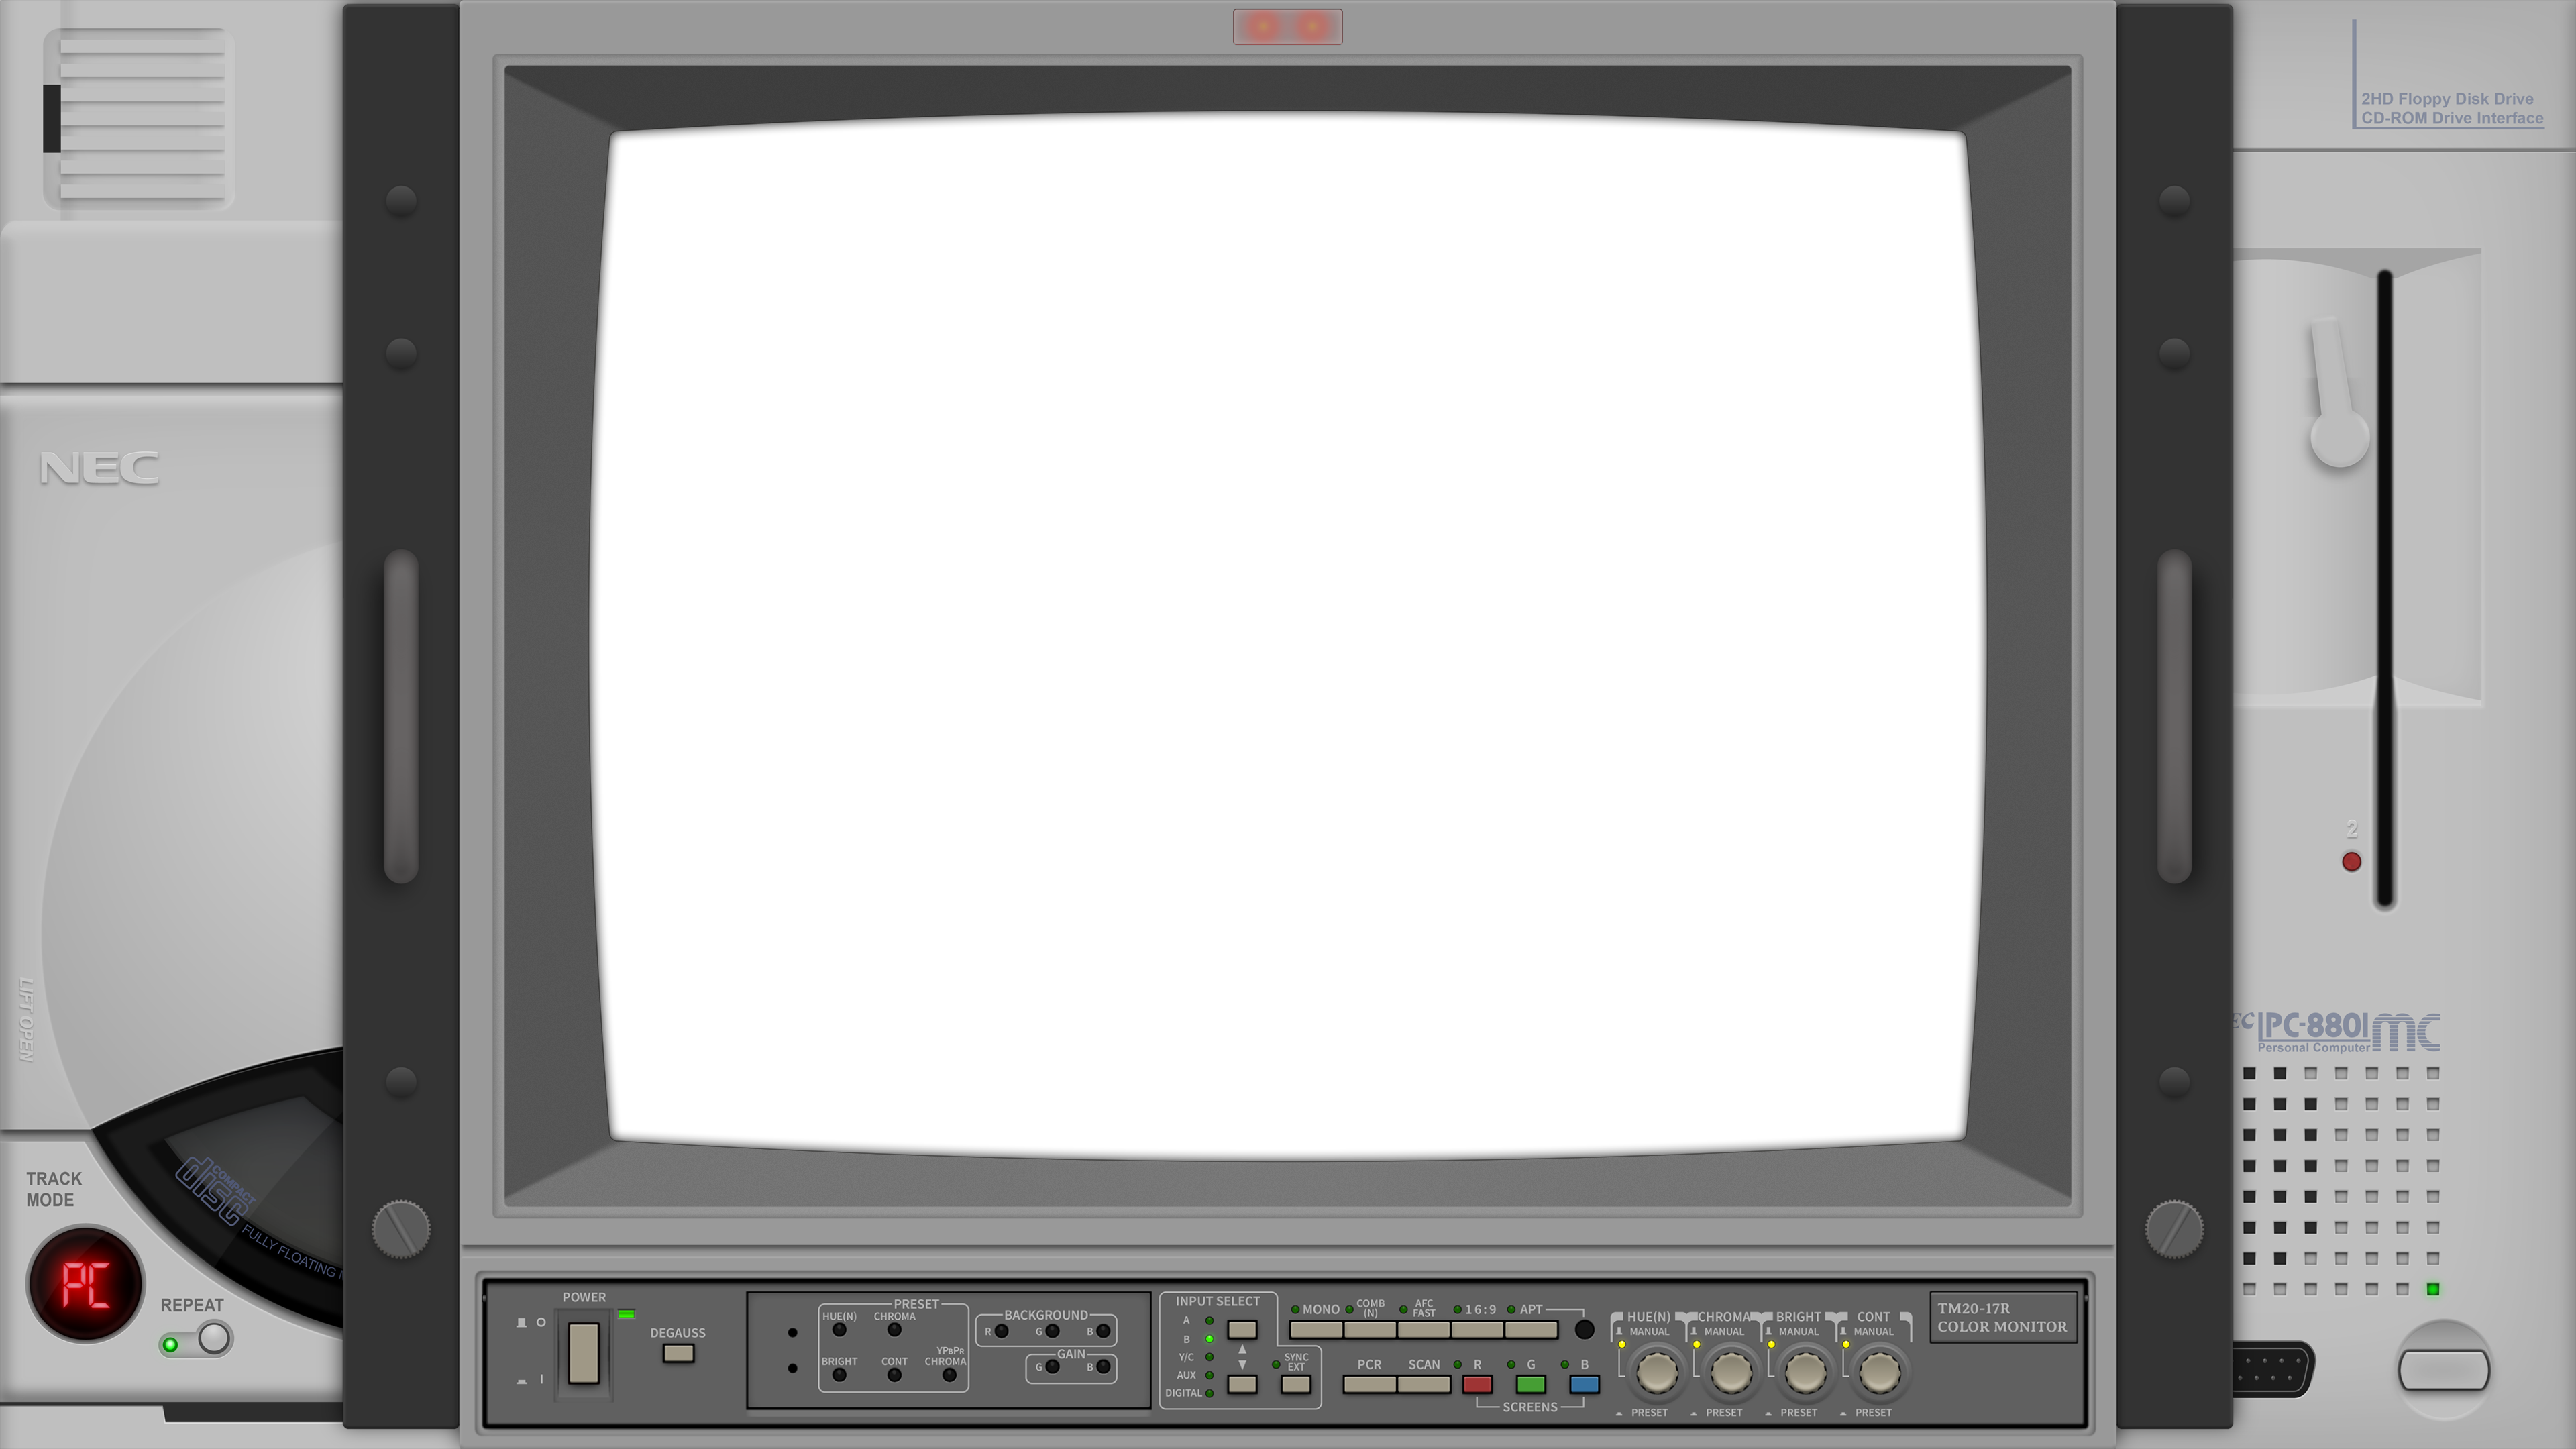 2HD Floppy Disk Drive
CD-ROM Drive Interface
NEC
LIFT OPEN
2
PC-8801 mc
Personal Computer
TRACK
MODE
PC
REPEAT
COMPACT
disc
FULLY FLOATING
POWER
DEGAUSS
PRESET
HUE(N) CHROMA
BRIGHT CONT YPBPR CHROMA
BACKGROUND
R G B
GAIN
G B
INPUT SELECT
A
B
Y/C
AUX
DIGITAL
SYNC
EXT
MONO COMB (N) AFC FAST 16:9 APT
PCR SCAN R G B
SCREENS
HUE(N) CHROMA BRIGHT CONT
MANUAL MANUAL MANUAL MANUAL
PRESET PRESET PRESET PRESET
TM20-17R
COLOR MONITOR